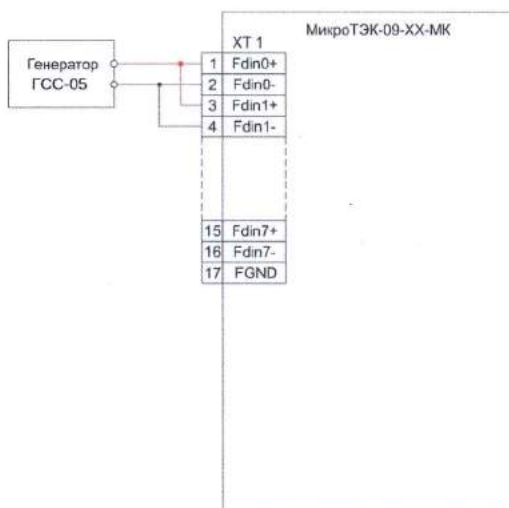 МикроТЭК-09-ХХ-МК
XT 1
Генератор
ГСС-05
1 Fdin0+
2 Fdin0-
3 Fdin1+
4 Fdin1-
15 Fdin7+
16 Fdin7-
17 FGND